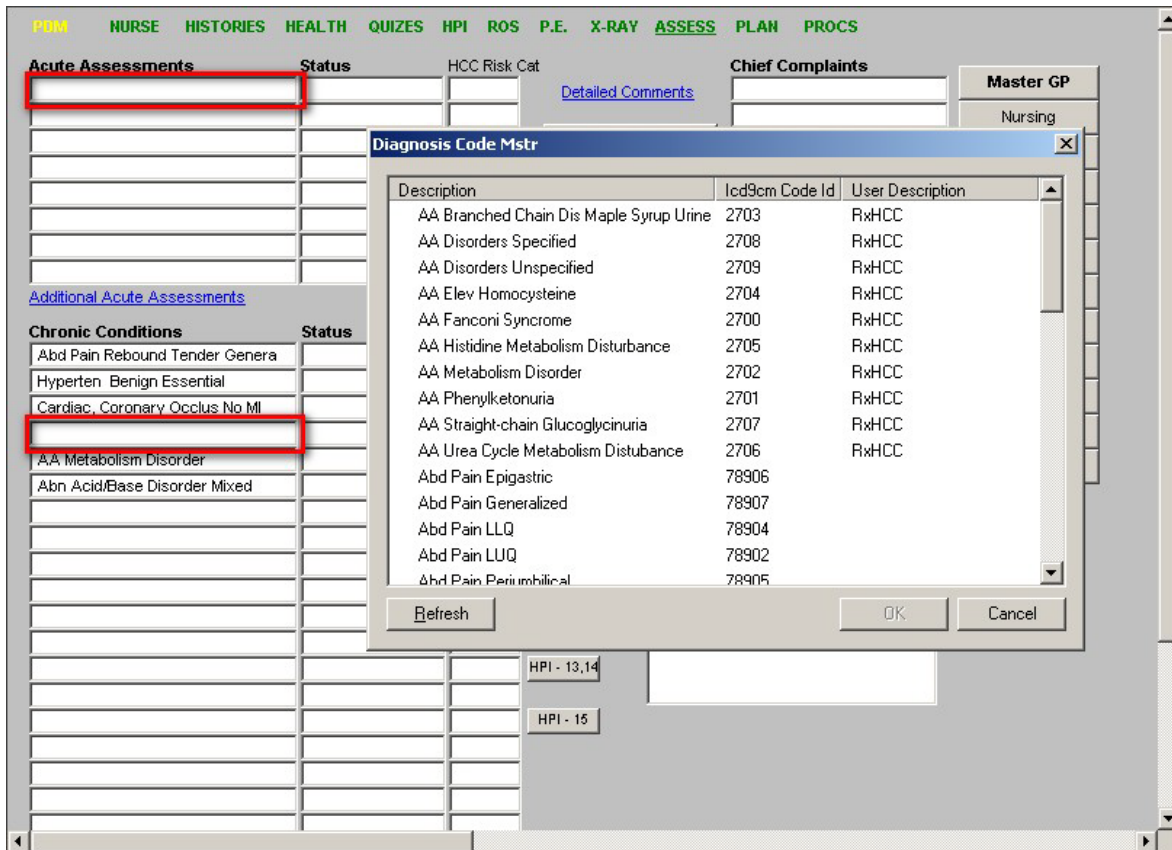 PDM NURSE HISTORIES HEALTH QUIZES HPI ROS P.E. X-RAY ASSESS PLAN PROCS
Acute Assessments Status HCC Risk Cat Chief Complaints
Detailed Comments
Master GP
Nursing
Diagnosis Code Mstr
Description Icd9cm Code Id User Description
AA Branched Chain Dis Maple Syrup Urine 2703 RxHCC
AA Disorders Specified 2708 RxHCC
AA Disorders Unspecified 2709 RxHCC
AA Elev Homocysteine 2704 RxHCC
AA Fanconi Syncrome 2700 RxHCC
AA Histidine Metabolism Disturbance 2705 RxHCC
AA Metabolism Disorder 2702 RxHCC
AA Phenylketonuria 2701 RxHCC
AA Straight-chain Glucoglycinuria 2707 RxHCC
AA Urea Cycle Metabolism Distubance 2706 RxHCC
Abd Pain Epigastric 78906
Abd Pain Generalized 78907
Abd Pain LLQ 78904
Abd Pain LUQ 78902
Abd Pain Periumbilical 78905
Refresh OK Cancel
Additional Acute Assessments
Chronic Conditions Status
Abd Pain Rebound Tender Genera
Hyperten Benign Essential
Cardiac, Coronary Occlus No MI
AA Metabolism Disorder
Abn Acid/Base Disorder Mixed
HPI - 13,14
HPI - 15